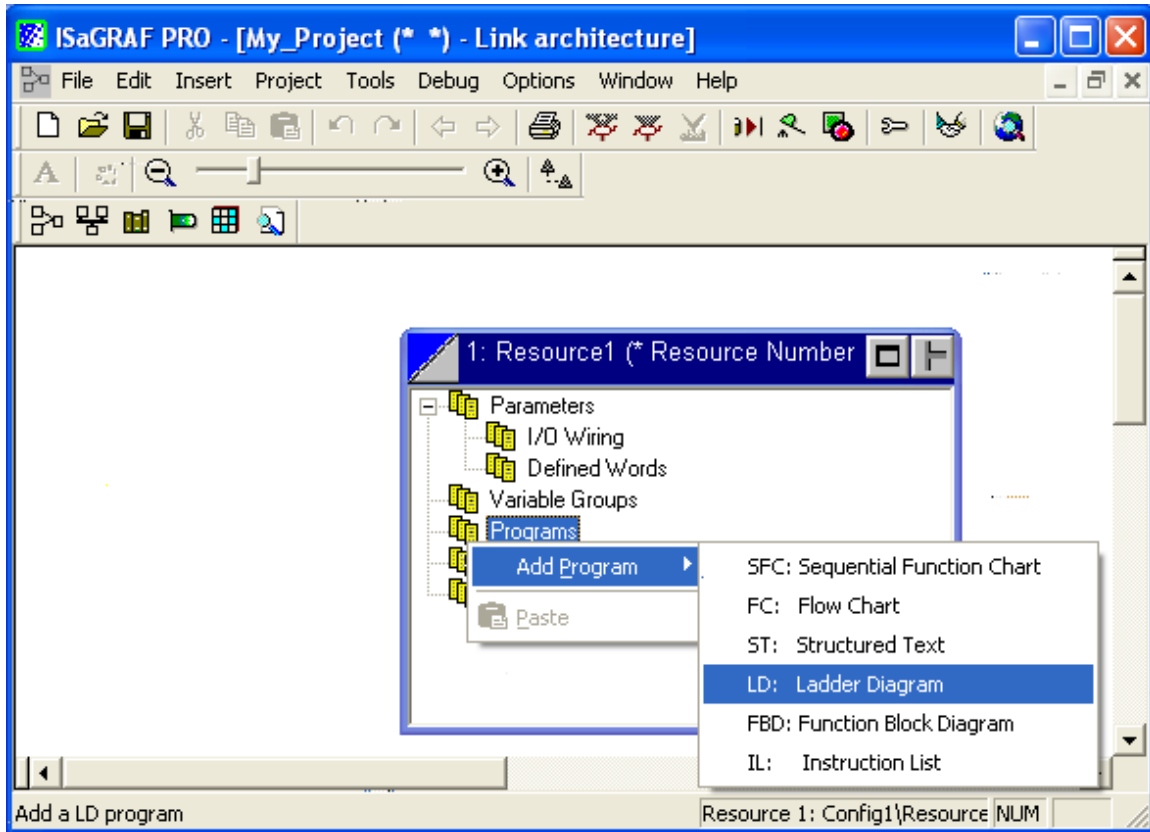 ISaGRAF PRO - [My_Project (* *) - Link architecture]
File Edit Insert Project Tools Debug Options Window Help
A
1: Resource1 (* Resource Number
Parameters
I/O Wiring
Defined Words
Variable Groups
Programs
Add Program
Paste
SFC: Sequential Function Chart
FC: Flow Chart
ST: Structured Text
LD: Ladder Diagram
FBD: Function Block Diagram
IL: Instruction List
Add a LD program
Resource 1: Config1\Resource NUM